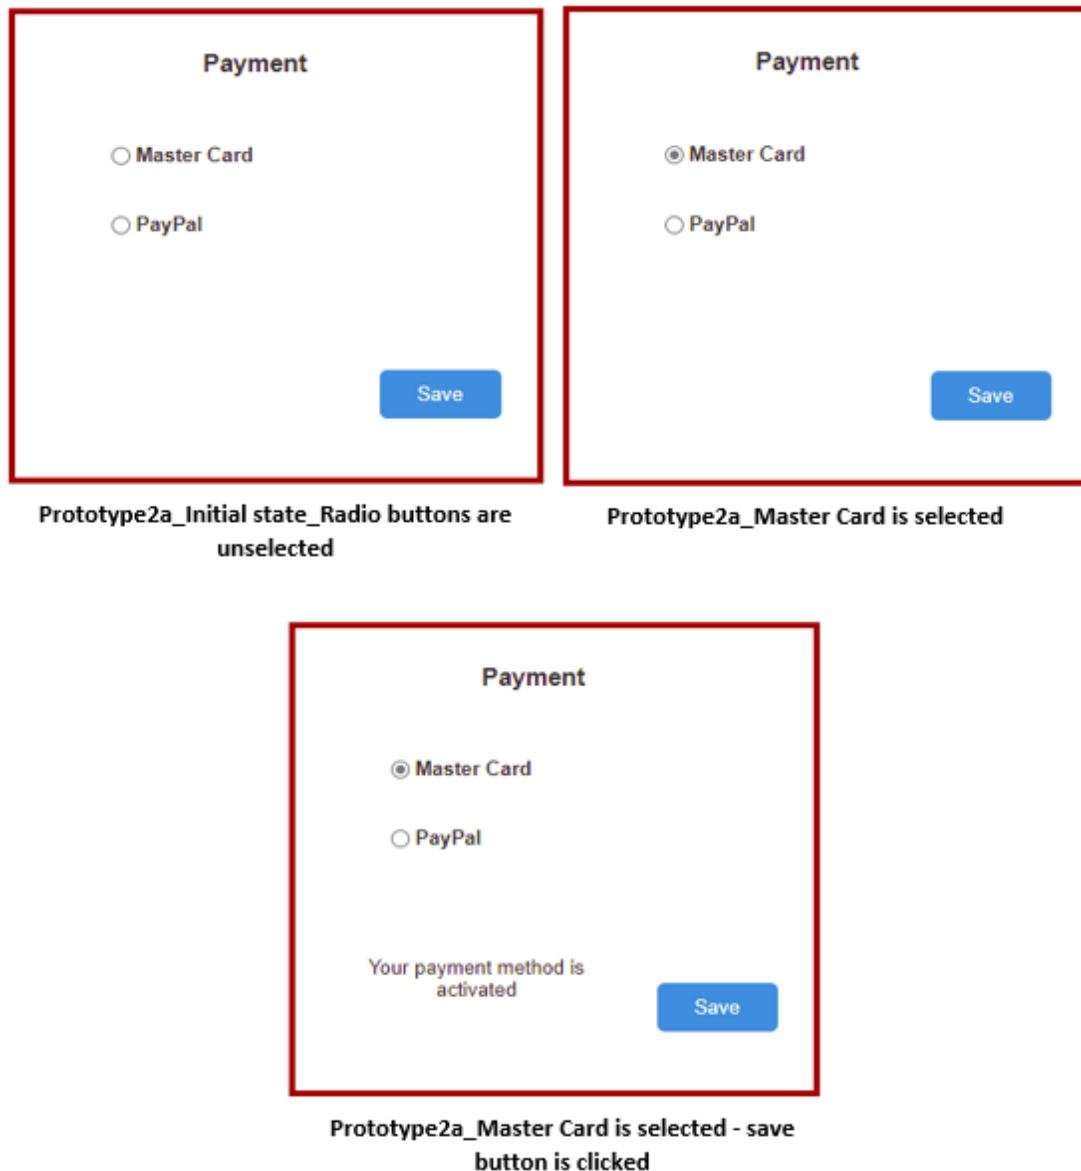 Payment
Master Card
PayPal
Save
Prototype2a_Initial state_Radio buttons are
unselected
Payment
Master Card
PayPal
Save
Prototype2a_Master Card is selected
Payment
Master Card
PayPal
Your payment method is
activated
Save
Prototype2a_Master Card is selected - save
button is clicked